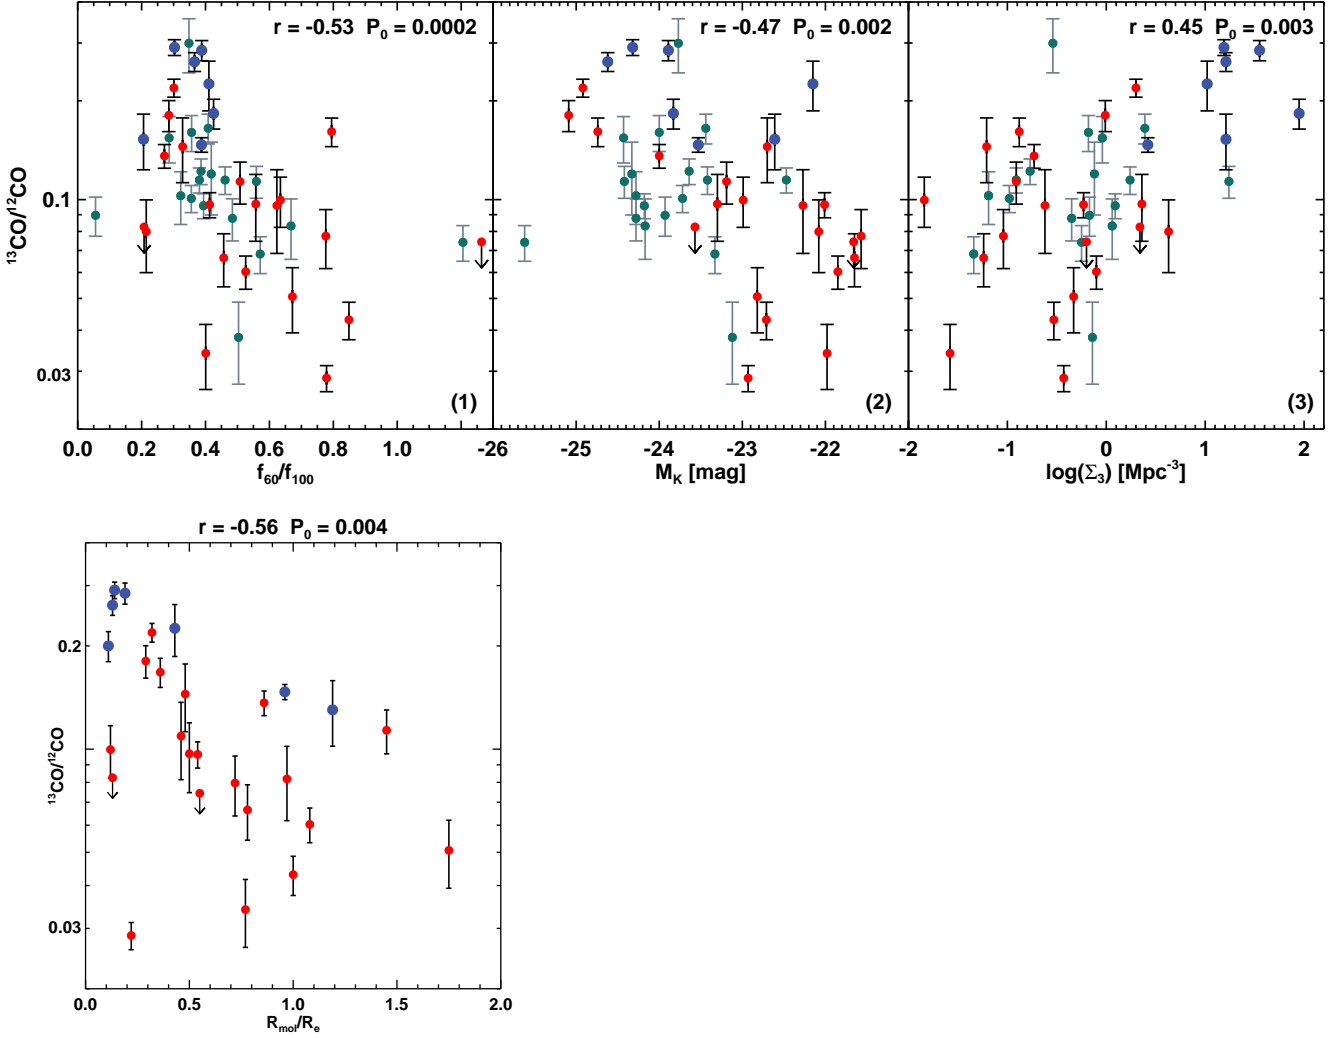 r = -0.53 P₀ = 0.0002
r = -0.47 P₀ = 0.002
r = 0.45 P₀ = 0.003
¹³CO/¹²CO
0.1
0.03
(1)
(2)
(3)
0.0 0.2 0.4 0.6 0.8 1.0
-26 -25 -24 -23 -22
-2 -1 0 1 2
f₆₀/f₁₀₀
M_K [mag]
log(Σ₃) [Mpc⁻³]
r = -0.56 P₀ = 0.004
¹³CO/¹²CO
0.2
0.03
0.0 0.5 1.0 1.5 2.0
R_mol/R_e